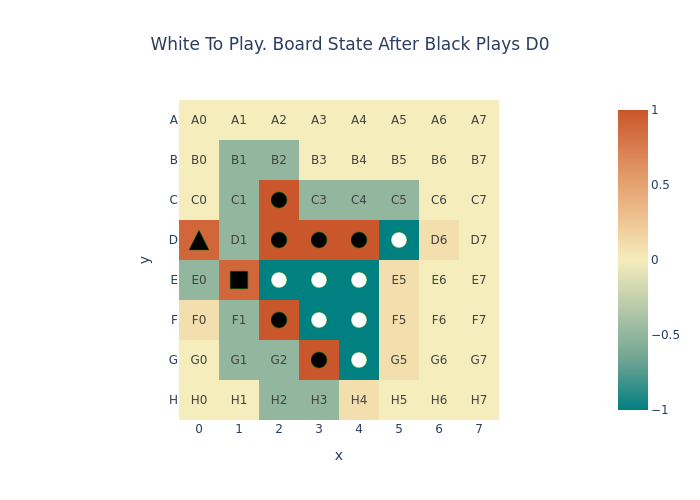 White To Play. Board State After Black Plays D0
A A0 A1 A2 A3 A4 A5 A6 A7
B B0 B1 B2 B3 B4 B5 B6 B7
C C0 C1 C3 C4 C5 C6 C7
D D1 D6 D7
E E0 E5 E6 E7
F F0 F1 F5 F6 F7
G G0 G1 G2 G5 G6 G7
H H0 H1 H2 H3 H4 H5 H6 H7
0 1 2 3 4 5 6 7
x
y
1
0.5
0
−0.5
−1